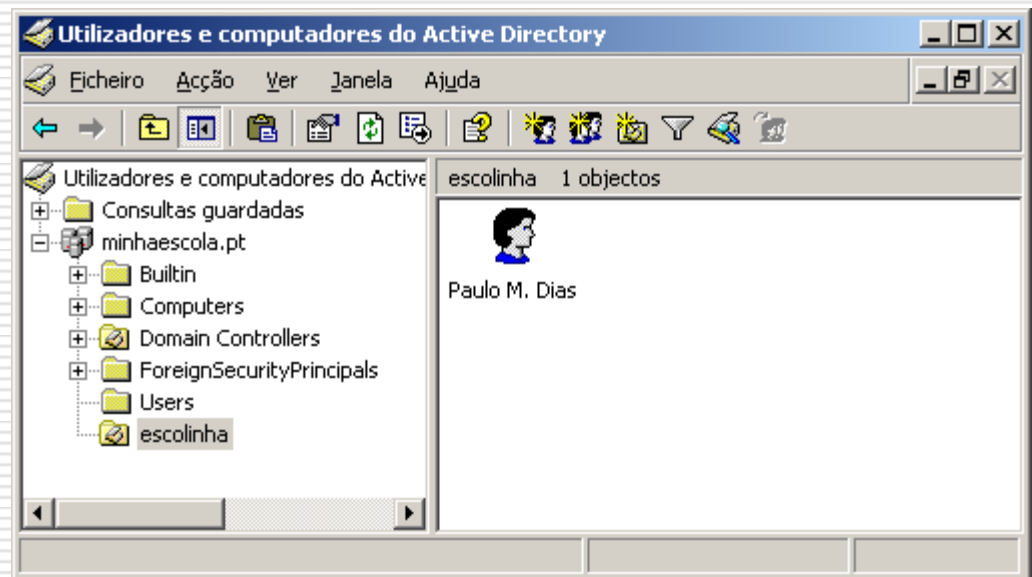 Utilizadores e computadores do Active Directory
Ficheiro Acção Ver Janela Ajuda
Utilizadores e computadores do Active
Consultas guardadas
minhaescola.pt
Builtin
Computers
Domain Controllers
ForeignSecurityPrincipals
Users
escolinha
escolinha 1 objectos
Paulo M. Dias